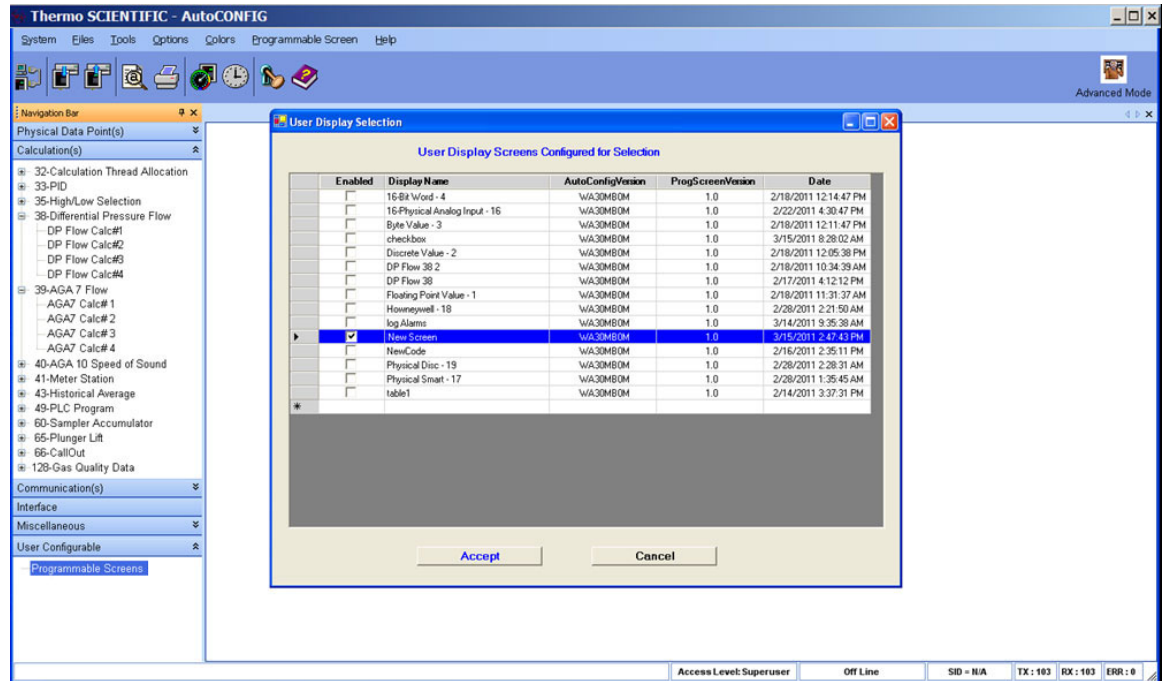 Thermo SCIENTIFIC - AutoCONFIG
System Files Tools Options Colors Programmable Screen Help
Advanced Mode
Navigation Bar
Physical Data Point(s)
Calculation(s)
32-Calculation Thread Allocation
33-PID
35-High/Low Selection
38-Differential Pressure Flow
DP Flow Calc#1
DP Flow Calc#2
DP Flow Calc#3
DP Flow Calc#4
39-AGA 7 Flow
AGA7 Calc# 1
AGA7 Calc# 2
AGA7 Calc# 3
AGA7 Calc# 4
40-AGA 10 Speed of Sound
41-Meter Station
43-Historical Average
49-PLC Program
60-Sampler Accumulator
65-Plunger Lift
66-CallOut
128-Gas Quality Data
Communication(s)
Interface
Miscellaneous
User Configurable
Programmable Screens
User Display Selection
User Display Screens Configured for Selection
Enabled Display Name AutoConfigVersion ProgScreenVersion Date
16-Bit Word - 4 WA30MB0M 1.0 2/18/2011 12:14:47 PM
16-Physical Analog Input - 16 WA30MB0M 1.0 2/22/2011 4:30:47 PM
Byte Value - 3 WA30MB0M 1.0 2/18/2011 12:11:47 PM
checkbox WA30MB0M 1.0 3/15/2011 8:28:02 AM
Discrete Value - 2 WA30MB0M 1.0 2/18/2011 12:05:38 PM
DP Flow 38 2 WA30MB0M 1.0 2/18/2011 10:34:39 AM
DP Flow 38 WA30MB0M 1.0 2/17/2011 4:12:12 PM
Floating Point Value - 1 WA30MB0M 1.0 2/18/2011 11:31:37 AM
Howneywell - 18 WA30MB0M 1.0 2/28/2011 2:21:50 AM
log Alarms WA30MB0M 1.0 3/14/2011 9:35:38 AM
New Screen WA30MB0M 1.0 3/15/2011 2:47:43 PM
NewCode WA30MB0M 1.0 2/16/2011 2:35:11 PM
Physical Disc - 19 WA30MB0M 1.0 2/28/2011 2:28:31 AM
Physical Smart - 17 WA30MB0M 1.0 2/28/2011 1:35:45 AM
table1 WA30MB0M 1.0 2/14/2011 3:37:31 PM
Accept Cancel
Access Level: Superuser Off Line SID = N/A TX : 103 RX : 103 ERR : 0